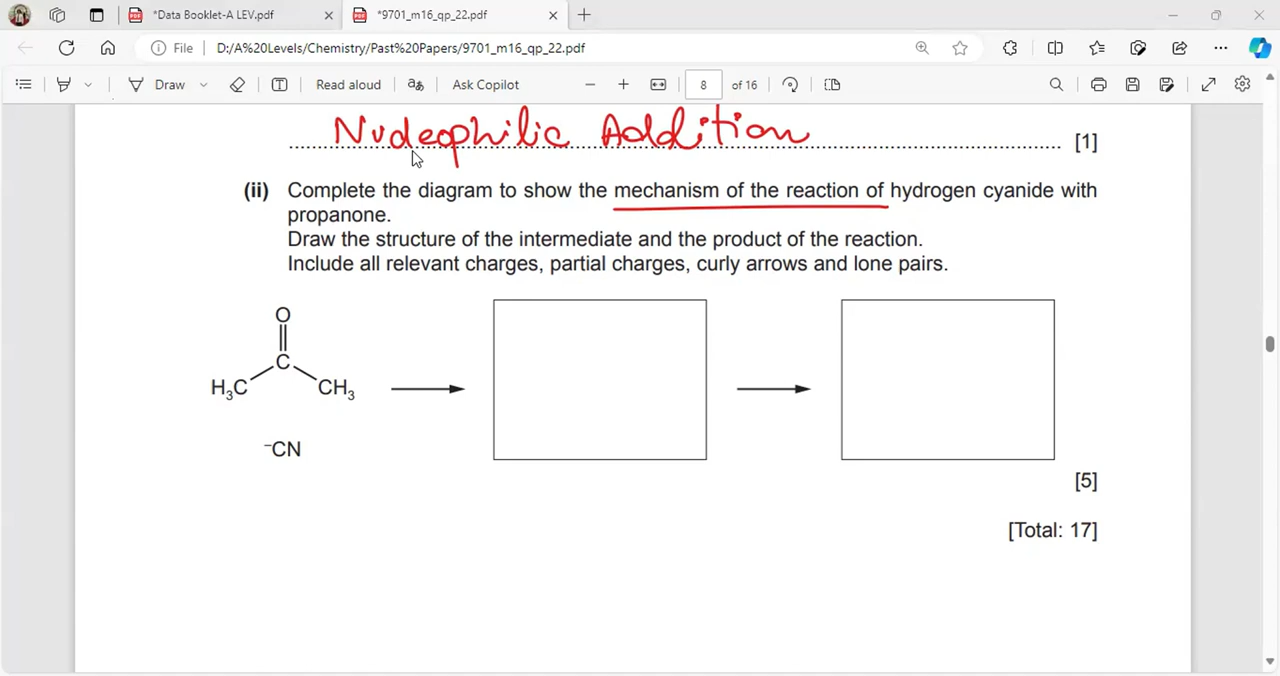 *Data Booklet-A LEV.pdf
*9701_m16_qp_22.pdf
File D:/A%20Levels/Chemistry/Past%20Papers/9701_m16_qp_22.pdf
Draw Read aloud aあ Ask Copilot 8 of 16
Nucleophilic Addition [1]
(ii) Complete the diagram to show the mechanism of the reaction of hydrogen cyanide with
propanone.
Draw the structure of the intermediate and the product of the reaction.
Include all relevant charges, partial charges, curly arrows and lone pairs.
O
C
H₃C CH₃
⁻CN
[5]
[Total: 17]